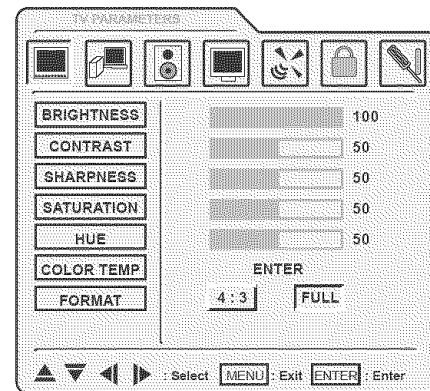 TV PARAMETERS
BRIGHTNESS 100
CONTRAST 50
SHARPNESS 50
SATURATION 50
HUE 50
COLOR TEMP ENTER
FORMAT 4 : 3 FULL
: Select MENU : Exit ENTER : Enter